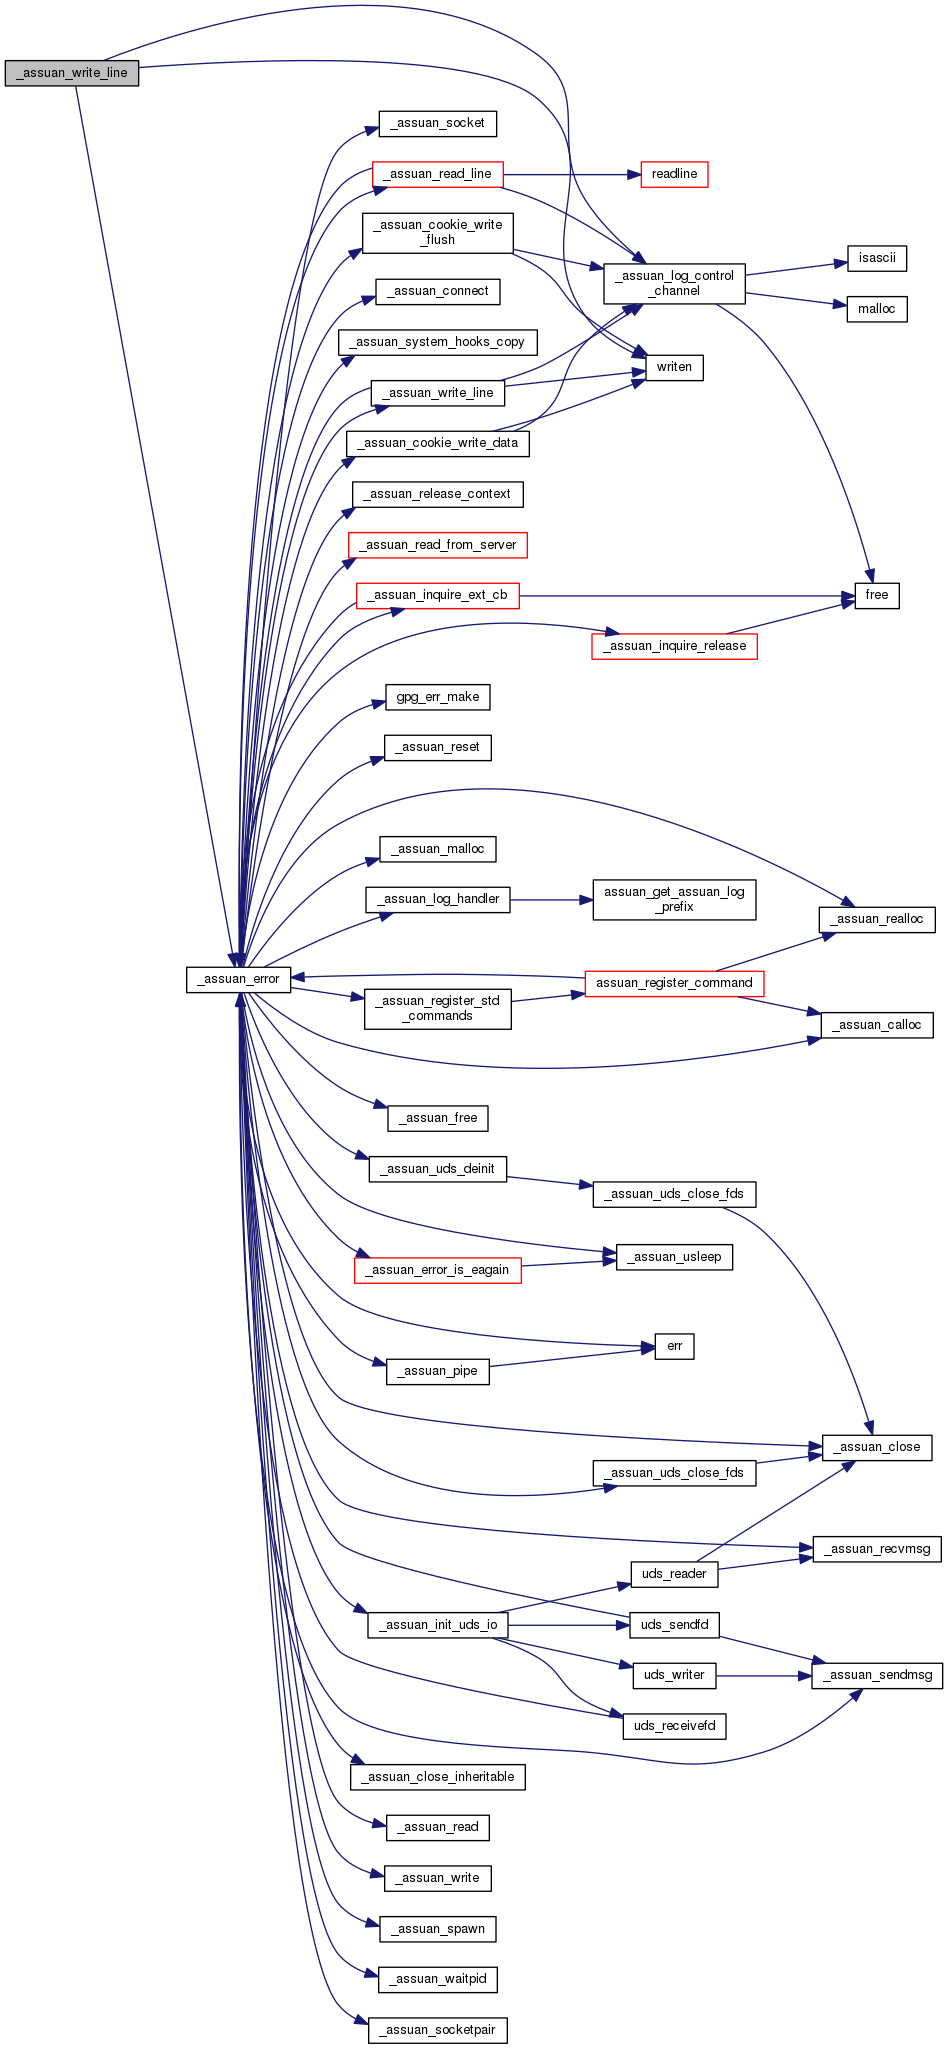 _assuan_write_line
_assuan_socket
_assuan_read_line
readline
_assuan_cookie_write
_flush
_assuan_log_control
_channel
isascii
_assuan_connect
malloc
_assuan_system_hooks_copy
writen
_assuan_write_line
_assuan_cookie_write_data
_assuan_release_context
_assuan_read_from_server
_assuan_inquire_ext_cb
free
_assuan_inquire_release
gpg_err_make
_assuan_reset
_assuan_malloc
_assuan_log_handler
assuan_get_assuan_log
_prefix
_assuan_realloc
_assuan_error
assuan_register_command
_assuan_register_std
_commands
_assuan_calloc
_assuan_free
_assuan_uds_deinit
_assuan_uds_close_fds
_assuan_usleep
_assuan_error_is_eagain
err
_assuan_pipe
_assuan_close
_assuan_uds_close_fds
_assuan_recvmsg
uds_reader
_assuan_init_uds_io
uds_sendfd
uds_writer
_assuan_sendmsg
uds_receivefd
_assuan_close_inheritable
_assuan_read
_assuan_write
_assuan_spawn
_assuan_waitpid
_assuan_socketpair